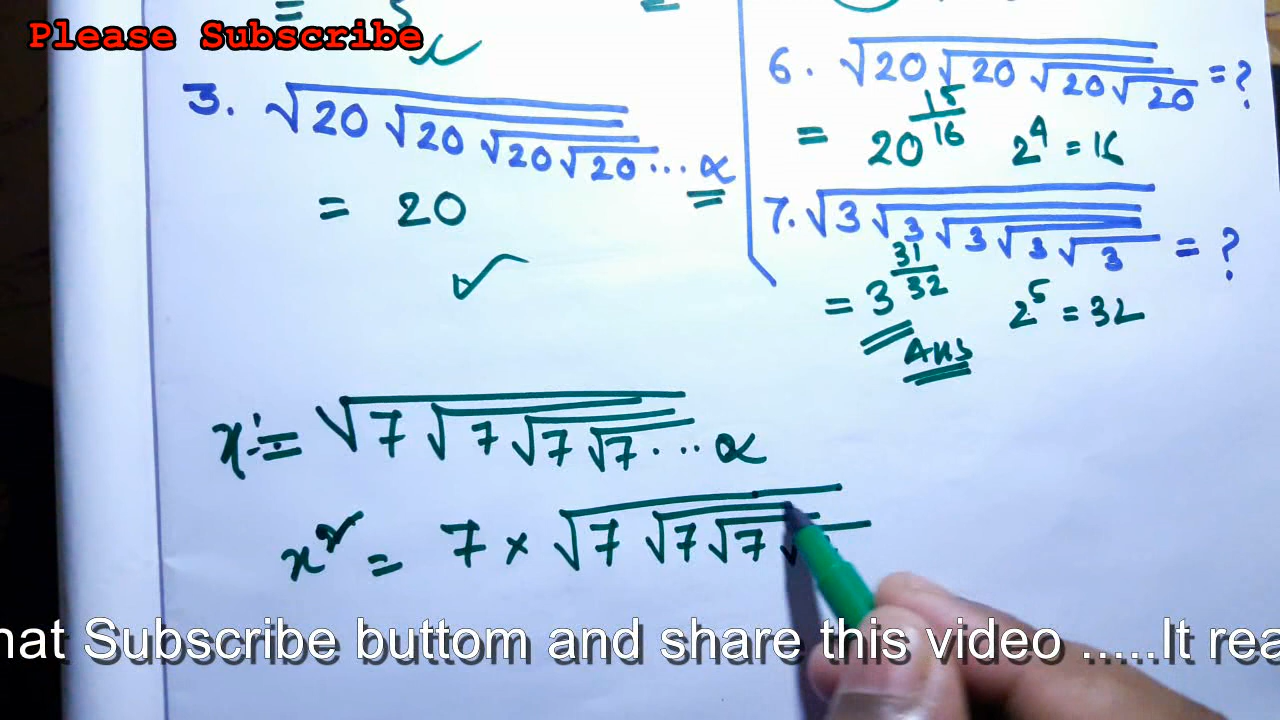 Please Subscribe
= 5
3. √20 √20 √20 √20 ... α
= 20
6. √20 √20 √20 √20 = ?
= 20^(15/16) 2^4 = 16
7. √3 √3 √3 √3 √3 = ?
= 3^(31/32) 2^5 = 32
Ans
x = √7 √7 √7 √7 ... α
x² = 7 × √7 √7 √7 √
hat Subscribe buttom and share this video .....It rea